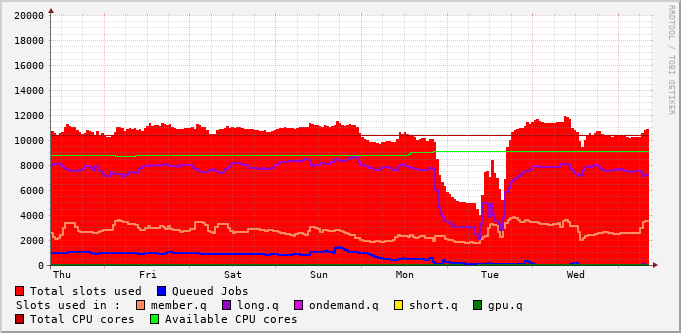 RRDTOOL / TOBI OETIKER
20000
18000
16000
14000
12000
10000
8000
6000
4000
2000
0
Thu Fri Sat Sun Mon Tue Wed
Total slots used Queued Jobs
Slots used in : member.q long.q ondemand.q short.q gpu.q
Total CPU cores Available CPU cores